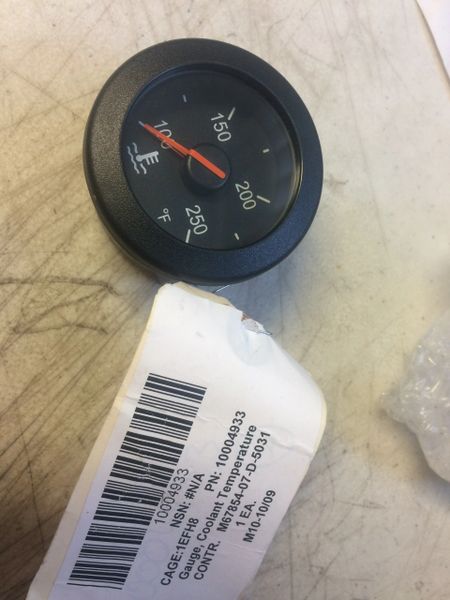 100
150
200
250
°F
10004933
NSN: #N/A
CAGE:1EFH8 PN: 10004933
Gauge, Coolant Temperature
CONTR. M67854-07-D-5031
1 EA.
M10-10/09